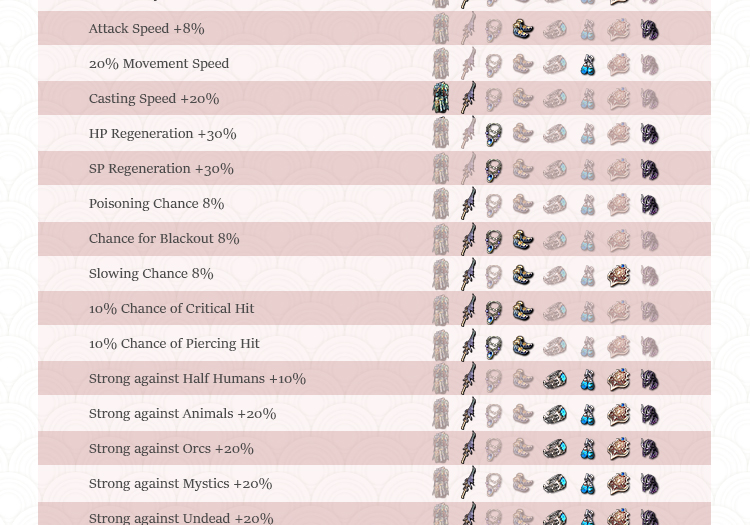 Attack Speed +8%
20% Movement Speed
Casting Speed +20%
HP Regeneration +30%
SP Regeneration +30%
Poisoning Chance 8%
Chance for Blackout 8%
Slowing Chance 8%
10% Chance of Critical Hit
10% Chance of Piercing Hit
Strong against Half Humans +10%
Strong against Animals +20%
Strong against Orcs +20%
Strong against Mystics +20%
Strong against Undead +20%